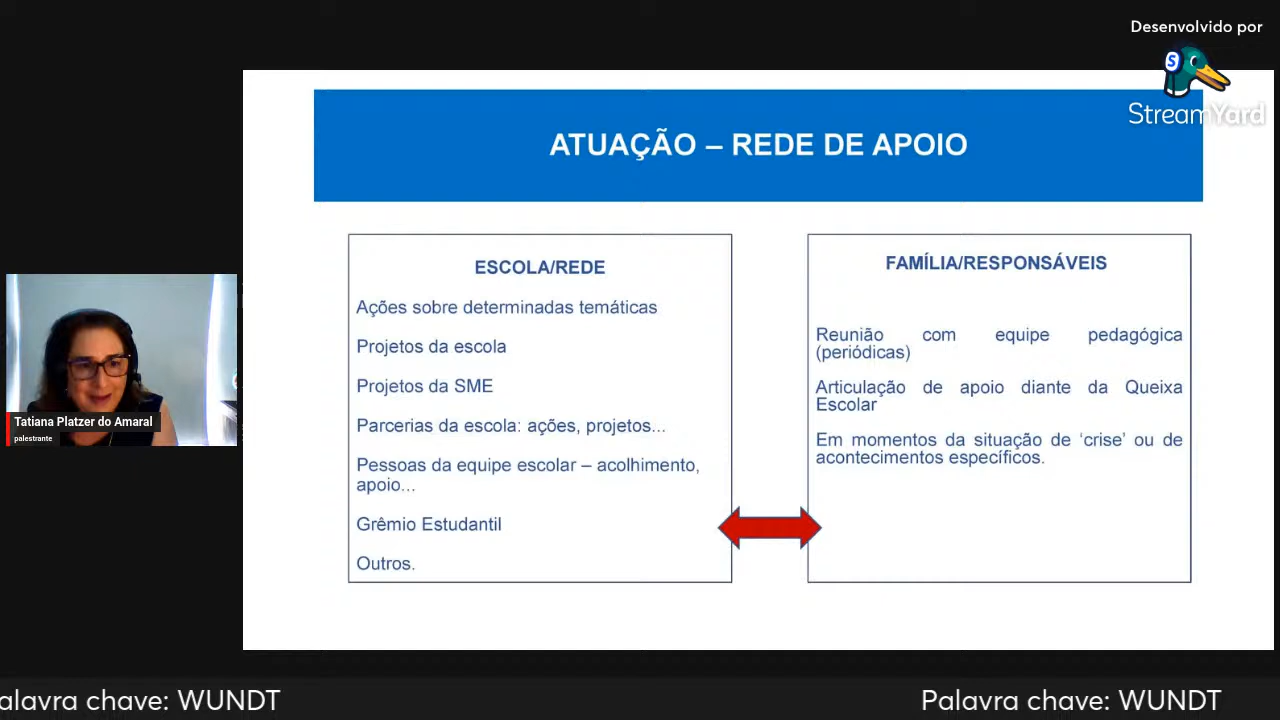 Desenvolvido por
StreamYard
ATUAÇÃO – REDE DE APOIO
ESCOLA/REDE
Ações sobre determinadas temáticas
Projetos da escola
Projetos da SME
Parcerias da escola: ações, projetos...
Pessoas da equipe escolar – acolhimento,
apoio...
Grêmio Estudantil
Outros.
FAMÍLIA/RESPONSÁVEIS
Reunião com equipe pedagógica
(periódicas)
Articulação de apoio diante da Queixa
Escolar
Em momentos da situação de ‘crise’ ou de
acontecimentos específicos.
Tatiana Platzer do Amaral
palestrante
alavra chave: WUNDT
Palavra chave: WUNDT